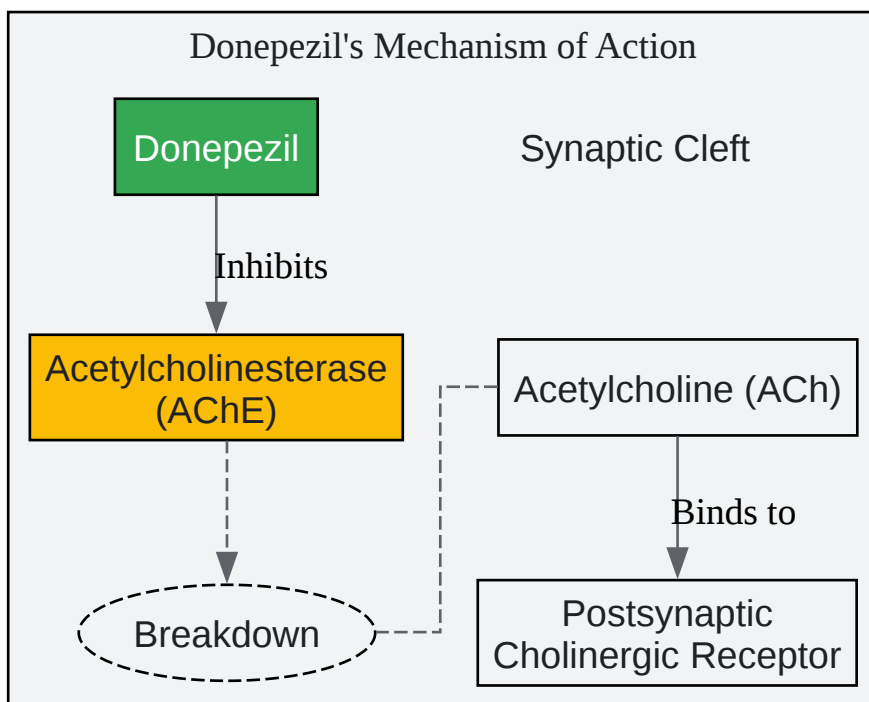 Donepezil's Mechanism of Action
Donepezil
Synaptic Cleft
Inhibits
Acetylcholinesterase
(AChE)
Acetylcholine (ACh)
Binds to
Breakdown
Postsynaptic
Cholinergic Receptor